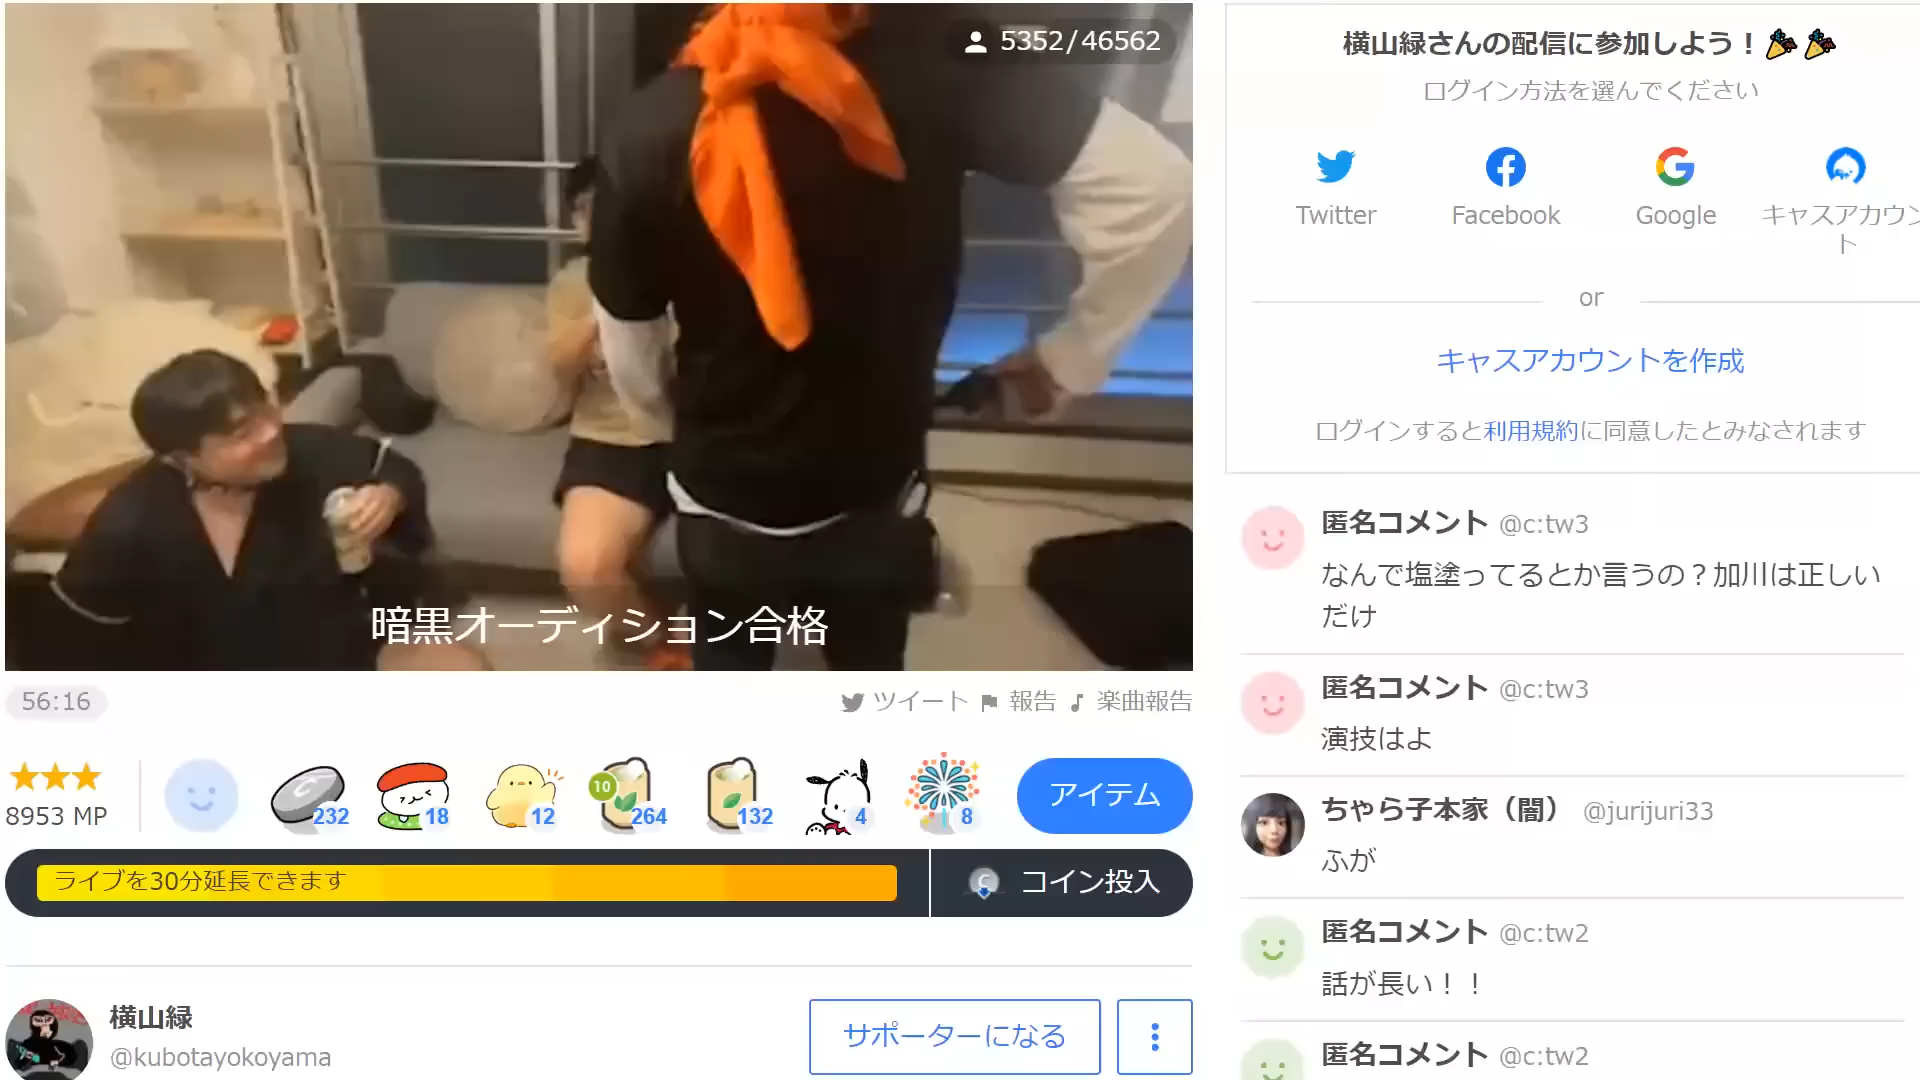 5352/46562
暗黒オーディション合格
56:16
ツイート 報告 楽曲報告
8953 MP
232
18
12
10
264
132
4
8
アイテム
ライブを30分延長できます
コイン投入
横山緑
@kubotayokoyama
サポーターになる
横山緑さんの配信に参加しよう！
ログイン方法を選んでください
Twitter
Facebook
Google
キャスアカウン
ト
or
キャスアカウントを作成
ログインすると利用規約に同意したとみなされます
匿名コメント @c:tw3
なんで塩塗ってるとか言うの？加川は正しい
だけ
匿名コメント @c:tw3
演技はよ
ちゃら子本家（闇） @jurijuri33
ふが
匿名コメント @c:tw2
話が長い！！
匿名コメント @c:tw2